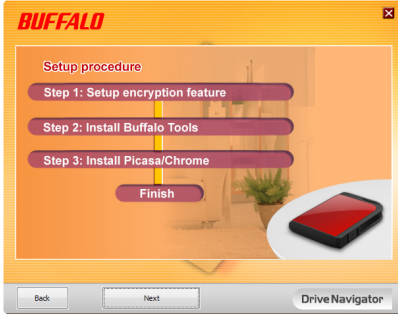 BUFFALO
Setup procedure
Step 1: Setup encryption feature
Step 2: Install Buffalo Tools
Step 3: Install Picasa/Chrome
Finish
Back
Next
DriveNavigator